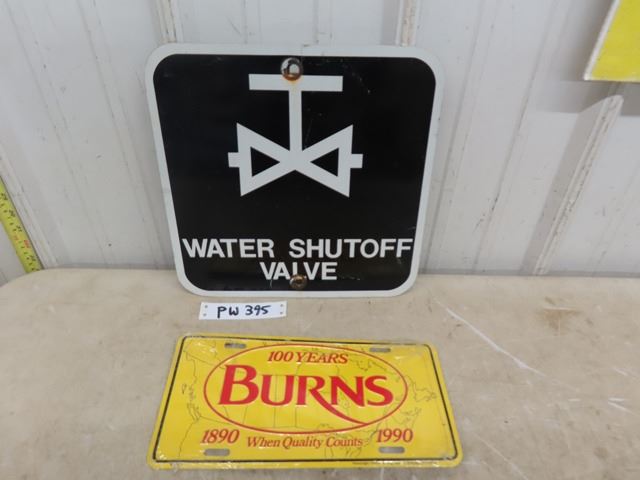 WATER SHUTOFF
VALVE
PW 395
100 YEARS
BURNS
1890 When Quality Counts 1990